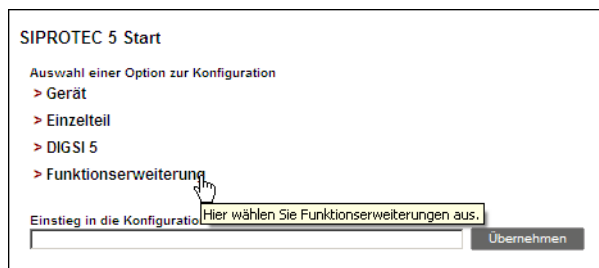 SIPROTEC 5 Start
Auswahl einer Option zur Konfiguration
> Gerät
> Einzelteil
> DIGSI 5
> Funktionserweiterung
Hier wählen Sie Funktionserweiterungen aus.
Einstieg in die Konfiguratio
Übernehmen